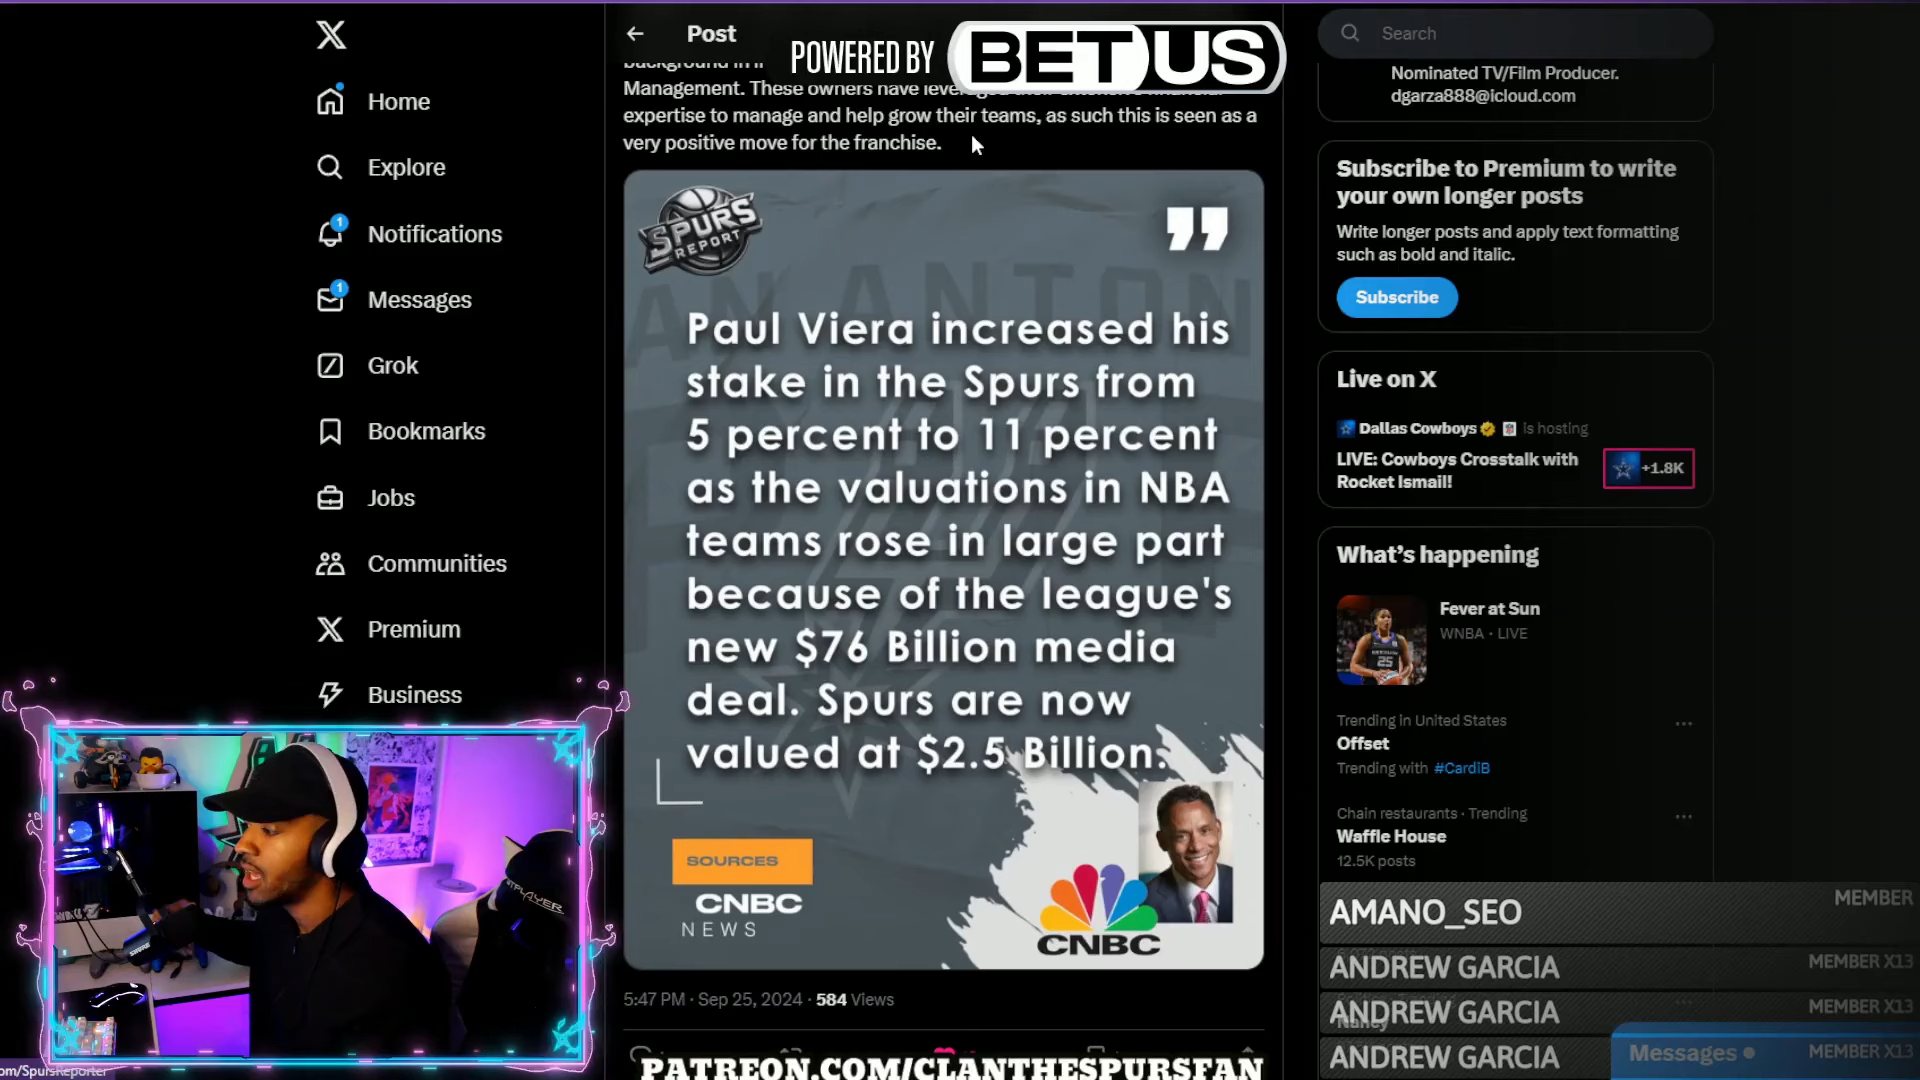 Post
POWERED BY BETUS
Search
Home
Explore
1
Notifications
1
Messages
Grok
Bookmarks
Jobs
Communities
Premium
Business
Management. These owners have
expertise to manage and help grow their teams, as such this is seen as a
very positive move for the franchise.
SPURS
REPORT
Paul Viera increased his
stake in the Spurs from
5 percent to 11 percent
as the valuations in NBA
teams rose in large part
because of the league's
new $76 Billion media
deal. Spurs are now
valued at $2.5 Billion.
SOURCES
CNBC
NEWS
CNBC
5:47 PM · Sep 25, 2024 · 584 Views
PATREON.COM/CLANTHESPURSFAN
Nominated TV/Film Producer.
dgarza888@icloud.com
Subscribe to Premium to write
your own longer posts
Write longer posts and apply text formatting
such as bold and italic.
Subscribe
Live on X
Dallas Cowboys is hosting
LIVE: Cowboys Crosstalk with
Rocket Ismail!
+1.8K
What's happening
Fever at Sun
WNBA · LIVE
25
Trending in United States
Offset
Trending with #CardiB
Chain restaurants · Trending
Waffle House
12.5K posts
AMANO_SEO MEMBER
ANDREW GARCIA MEMBER X13
ANDREW GARCIA MEMBER X13
Nancy
ANDREW GARCIA MEMBER X13
Messages
om/SpursReporter